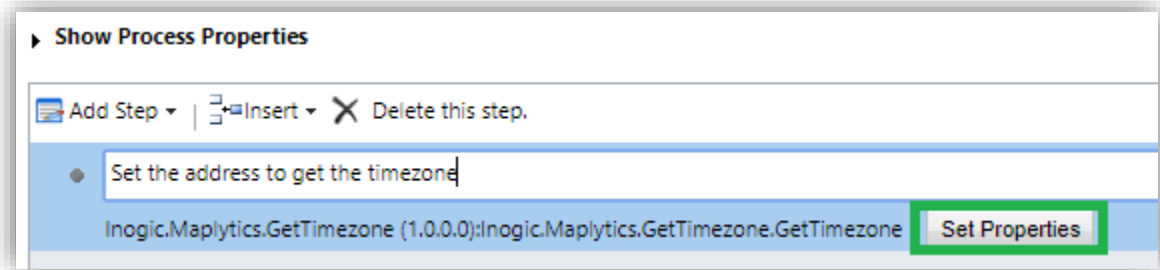 Show Process Properties
Add Step Insert Delete this step.
Set the address to get the timezone
Inogic.Maplytics.GetTimezone (1.0.0.0):Inogic.Maplytics.GetTimezone.GetTimezone Set Properties